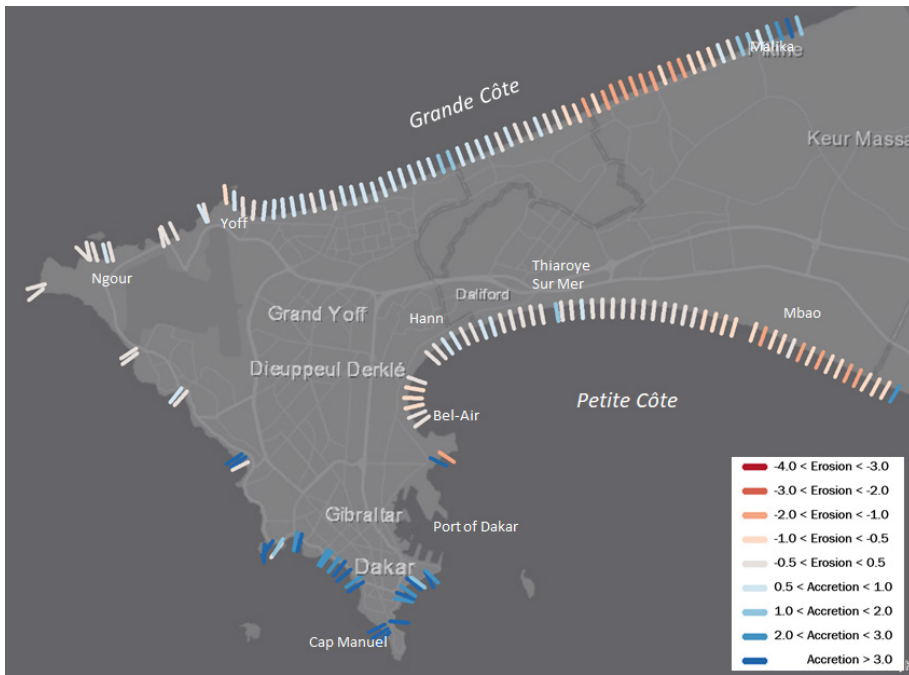 Malika
Pikine
Grande Côte
Keur Massa
Yoff
Ngour
Thiaroye
Sur Mer
Daliford
Mbao
Grand Yoff
Hann
Dieuppeul Derklé
Petite Côte
Bel-Air
-4.0 < Erosion < -3.0
-3.0 < Erosion < -2.0
-2.0 < Erosion < -1.0
-1.0 < Erosion < -0.5
-0.5 < Erosion < 0.5
0.5 < Accretion < 1.0
1.0 < Accretion < 2.0
2.0 < Accretion < 3.0
Accretion > 3.0
Gibraltar
Port of Dakar
Dakar
Cap Manuel